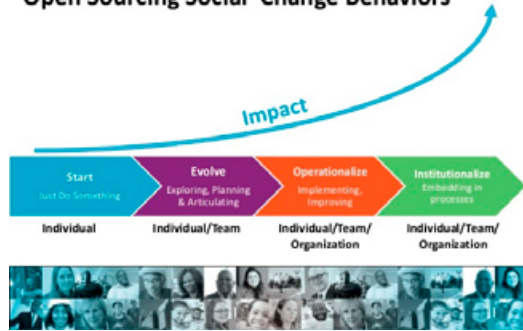 Open Sourcing Social Change Behaviors
Impact
Start
Just Do Something
Evolve
Exploring, Planning
& Articulating
Operationalize
Implementing,
Improving
Institutionalize
Embedding in
processes
Individual
Individual/Team
Individual/Team/
Organization
Individual/Team/
Organization